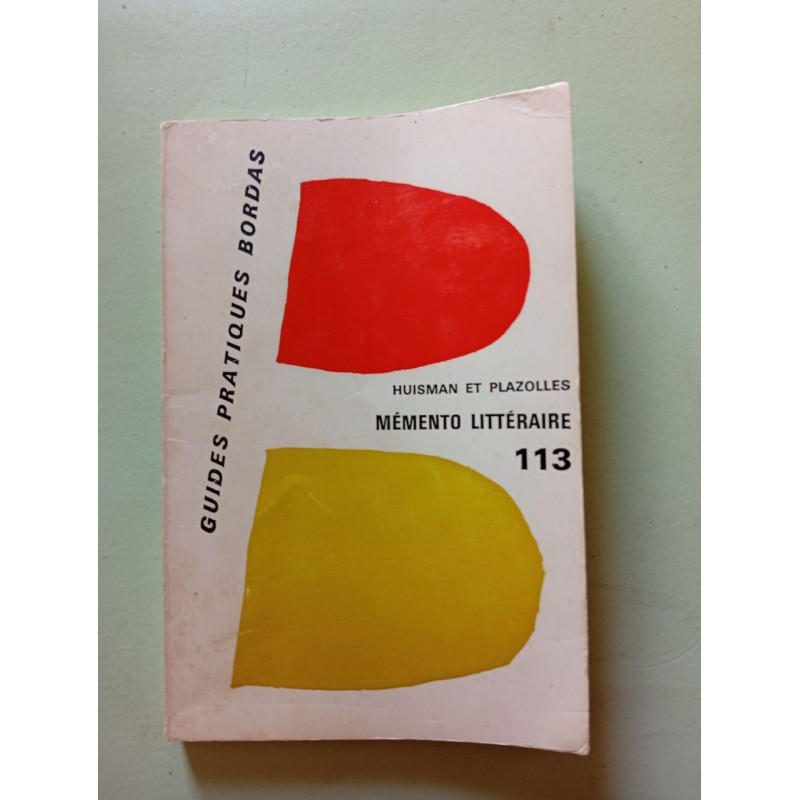 GUIDES PRATIQUES BORDAS
HUISMAN ET PLAZOLLES
MÉMENTO LITTÉRAIRE
113